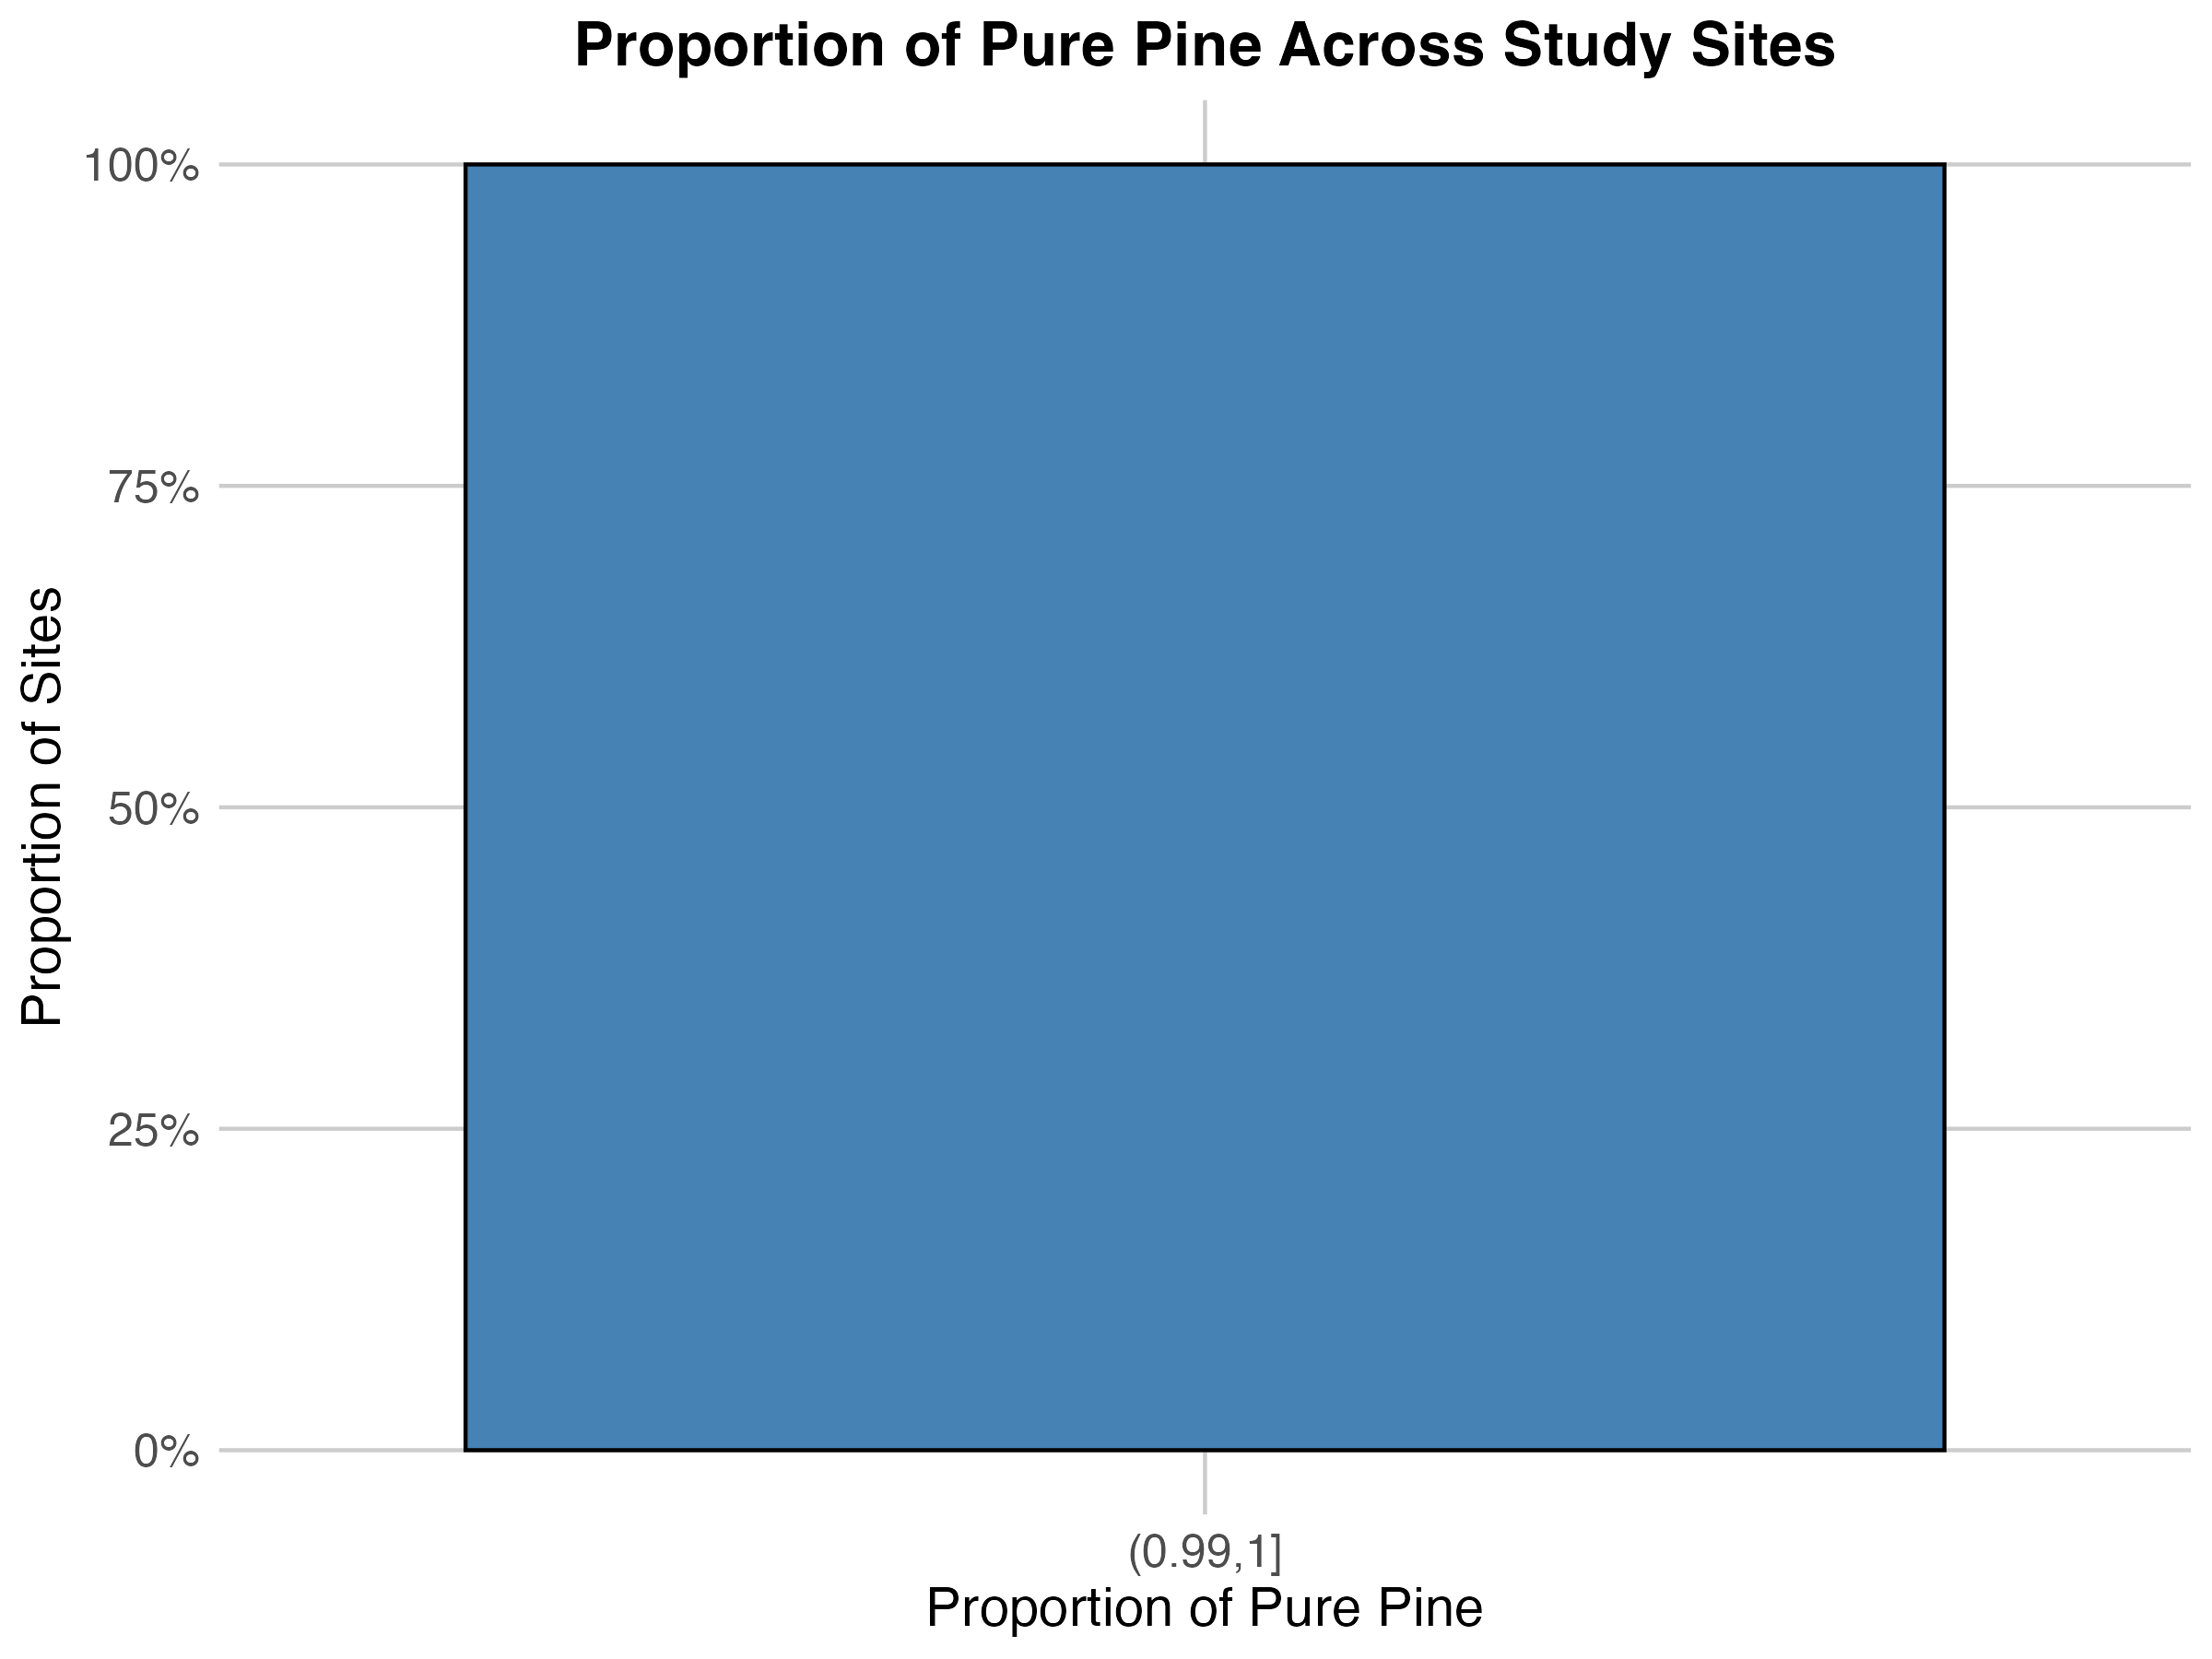 Proportion of Pure Pine Across Study Sites
100%
75%
50%
25%
0%
Proportion of Sites
(0.99,1]
Proportion of Pure Pine